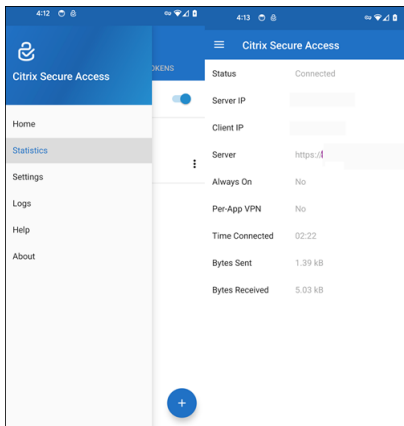 4:12
Citrix Secure Access
OKENS
Home
Statistics
Settings
Logs
Help
About
4:13
Citrix Secure Access
Status Connected
Server IP
Client IP
Server https://
Always On No
Per-App VPN No
Time Connected 02:22
Bytes Sent 1.39 kB
Bytes Received 5.03 kB